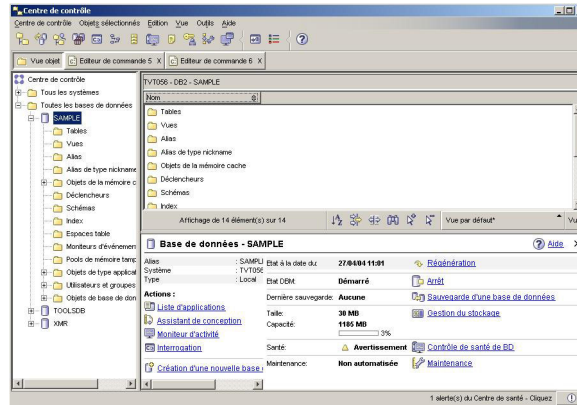 Centre de contrôle
Centre de contrôle Objets sélectionnés Edition Vue Outils Aide
Vue objet Editeur de commande 5 X Editeur de commande 6 X
Centre de contrôle
Tous les systèmes
Toutes les bases de données
SAMPLE
Tables
Vues
Alias
Alias de type nickname
Objets de la mémoire c
Déclencheurs
Schémas
Index
Espaces table
Moniteurs d'événemen
Pools de mémoire tamp
Objets de type applicat
Utilisateurs et groupes
Objets de base de don
TOOLSDB
XMR
TVT056 - DB2 - SAMPLE
Nom
Tables
Vues
Alias
Alias de type nickname
Objets de la mémoire cache
Déclencheurs
Schémas
Index
Affichage de 14 élément(s) sur 14 Vue par défaut* Vu
Base de données - SAMPLE Aide X
Alias : SAMPL
Système : TVT056
Type : Local
Actions :
Liste d'applications
Assistant de conception
Moniteur d'activité
Interrogation
Création d'une nouvelle base
Etat à la date du: 27/04/04 11:01 Régénération
Etat DBM: Démarré Arrêt
Dernière sauvegarde: Aucune Sauvegarde d'une base de données
Taille: 30 MB Gestion du stockage
Capacité: 1105 MB
3%
Santé: Avertissement Contrôle de santé de BD
Maintenance: Non automatisée Maintenance
1 alerte(s) du Centre de santé - Cliquez